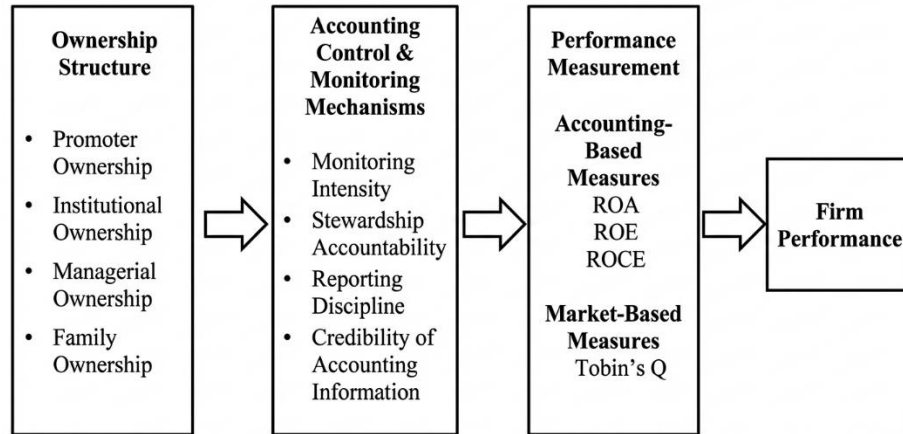 Ownership
Structure
• Promoter
Ownership
• Institutional
Ownership
• Managerial
Ownership
• Family
Ownership
Accounting
Control &
Monitoring
Mechanisms
• Monitoring
Intensity
• Stewardship
Accountability
• Reporting
Discipline
• Credibility of
Accounting
Information
Performance
Measurement
Accounting-
Based
Measures
ROA
ROE
ROCE
Market-Based
Measures
Tobin’s Q
Firm
Performance